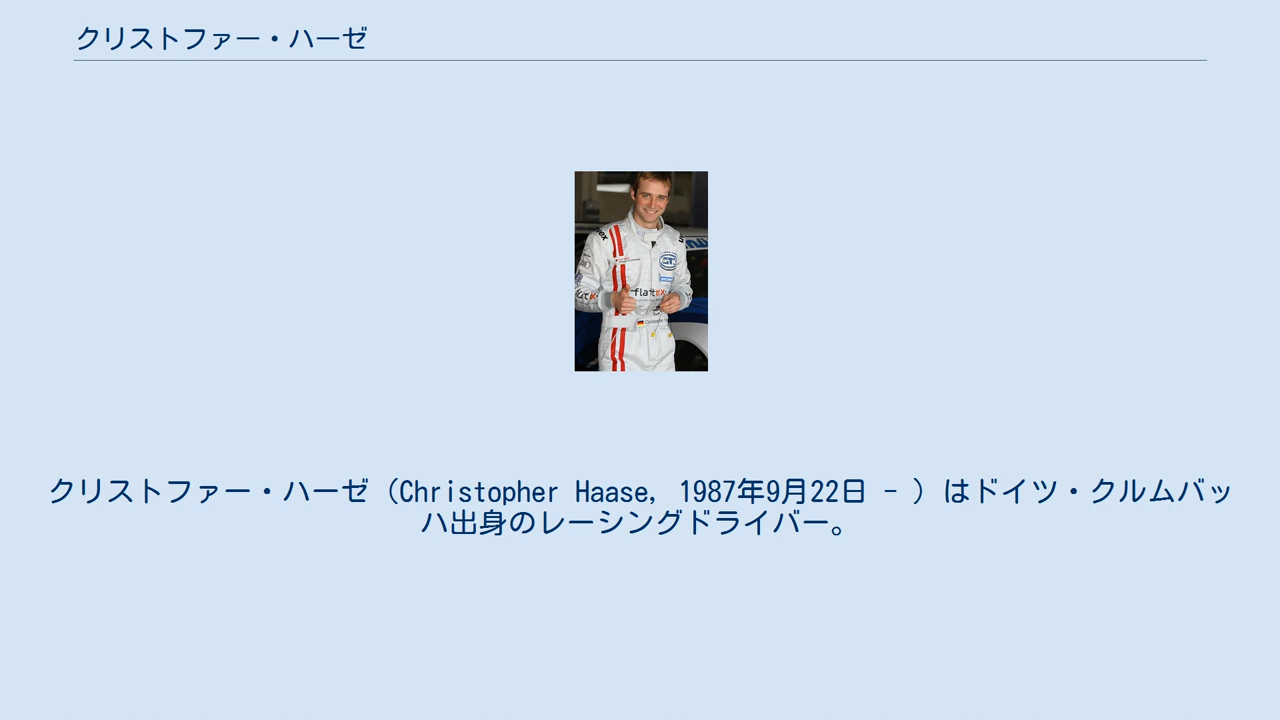 クリストファー・ハーゼ
flatex
クリストファー・ハーゼ（Christopher Haase, 1987年9月22日 - ）はドイツ・クルムバッ
ハ出身のレーシングドライバー。